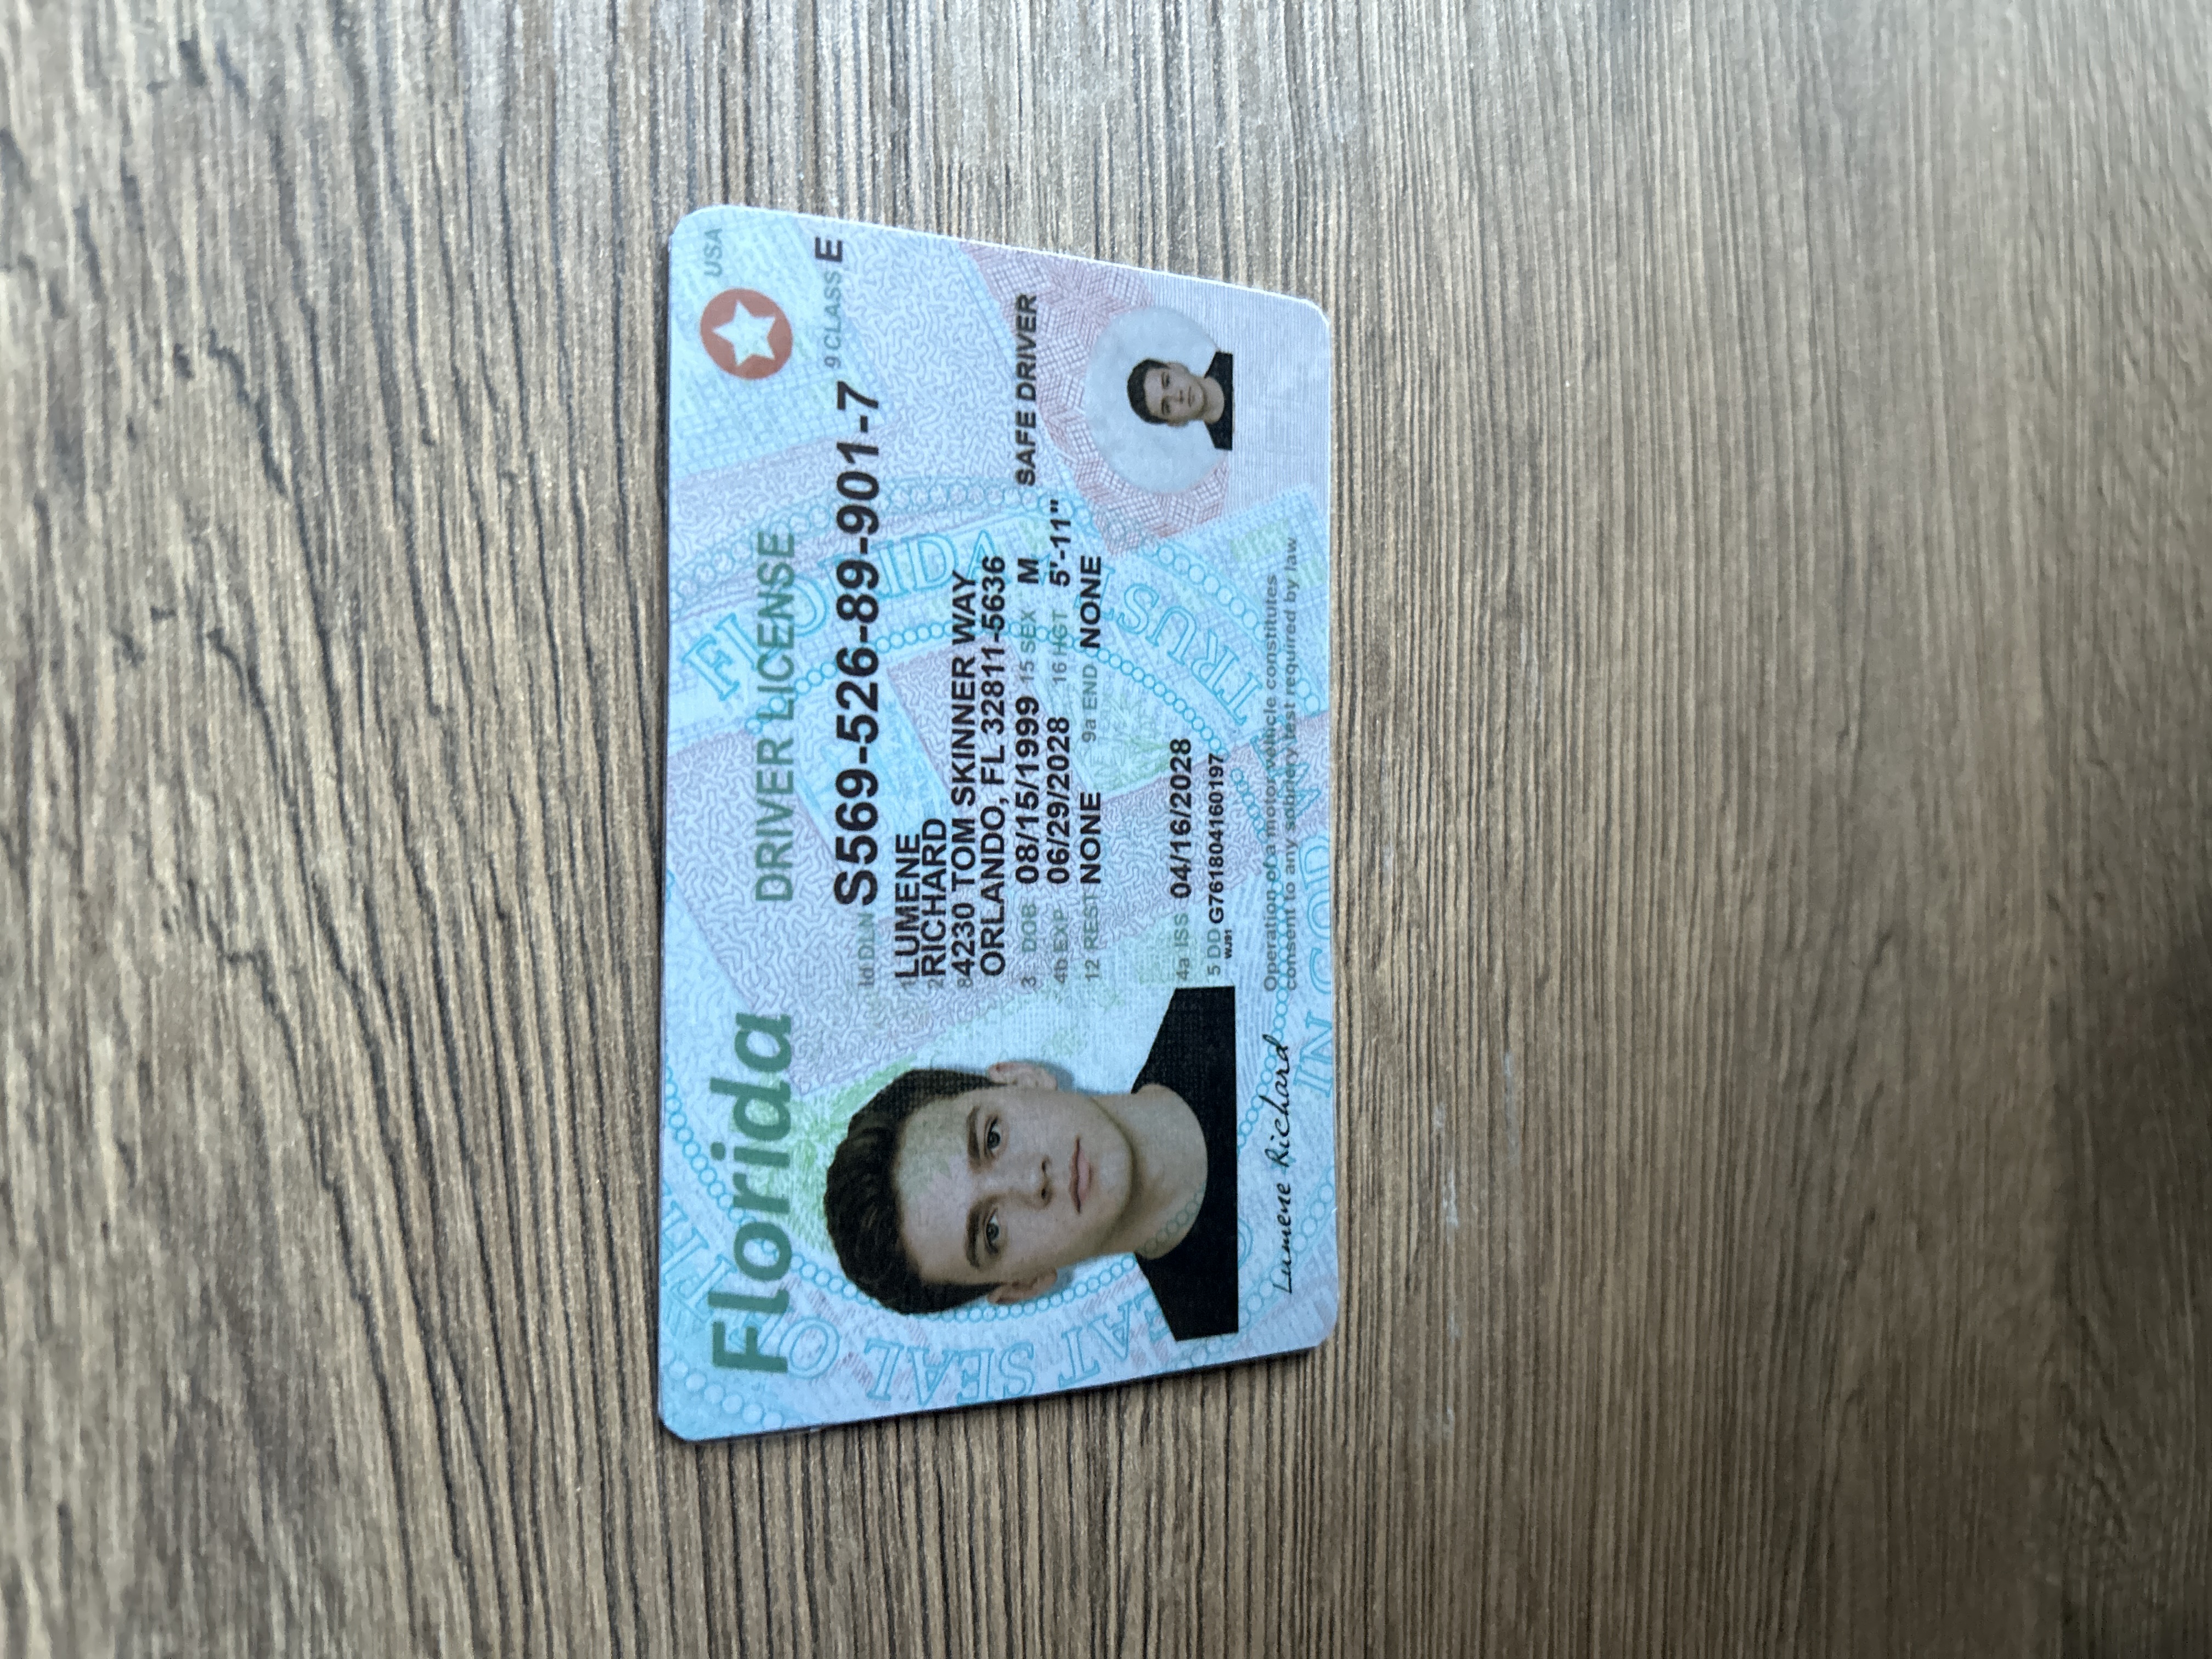 Florida DRIVER LICENSE USA
4d DLN S569-526-89-901-7 9 CLASS E
1 LUMENE
2 RICHARD
8 4230 TOM SKINNER WAY
ORLANDO, FL 32811-5636
3 DOB 08/15/1999 15 SEX M SAFE DRIVER
4b EXP 06/29/2028 16 HGT 5'-11"
12 REST NONE 9a END NONE
4a ISS 04/16/2028
5 DD G761804160197
WJ91
Lumene Richard
Operation of a motor vehicle constitutes
consent to any sobriety test required by law
SEAL OF
TRUST
IN GOD WE